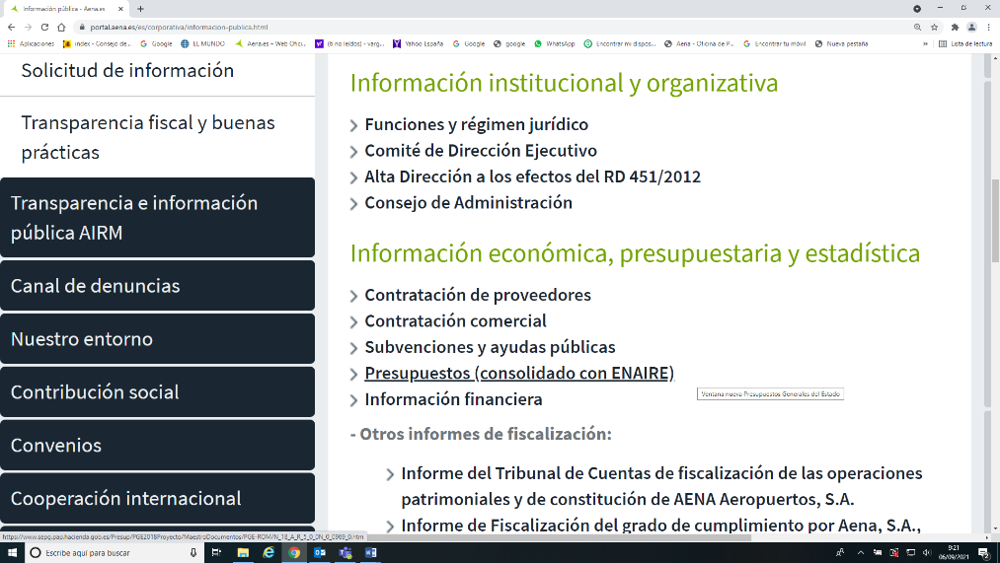 Información pública - Aena.es
portal.aena.es/es/corporativa/informacion-publica.html
Aplicaciones
index - Consejo de...
Google
EL MUNDO
Aena.es – Web Ofici...
(6 no leídos) - varg...
Yahoo España
Google
google
WhatsApp
Encontrar mi dispos...
Aena - Oficina de P...
Encontrar tu móvil
Nueva pestaña
»
Lista de lectura
Solicitud de información
Transparencia fiscal y buenas
prácticas
Transparencia e información
pública AIRM
Canal de denuncias
Nuestro entorno
Contribución social
Convenios
Cooperación internacional
Información institucional y organizativa
Funciones y régimen jurídico
Comité de Dirección Ejecutivo
Alta Dirección a los efectos del RD 451/2012
Consejo de Administración
Información económica, presupuestaria y estadística
Contratación de proveedores
Contratación comercial
Subvenciones y ayudas públicas
Presupuestos (consolidado con ENAIRE)
Ventana nueva Presupuestos Generales del Estado
Información financiera
- Otros informes de fiscalización:
Informe del Tribunal de Cuentas de fiscalización de las operaciones
patrimoniales y de constitución de AENA Aeropuertos, S.A.
Informe de Fiscalización del grado de cumplimiento por Aena, S.A.,
https://www.sepg.pap.hacienda.gob.es/Presup/PGE2018Proyecto/MaestroDocumentos/PGE-ROM/N_18_A_R_5_0_0N_0_0969_0.htm
Escribe aquí para buscar
9:21
06/09/2021